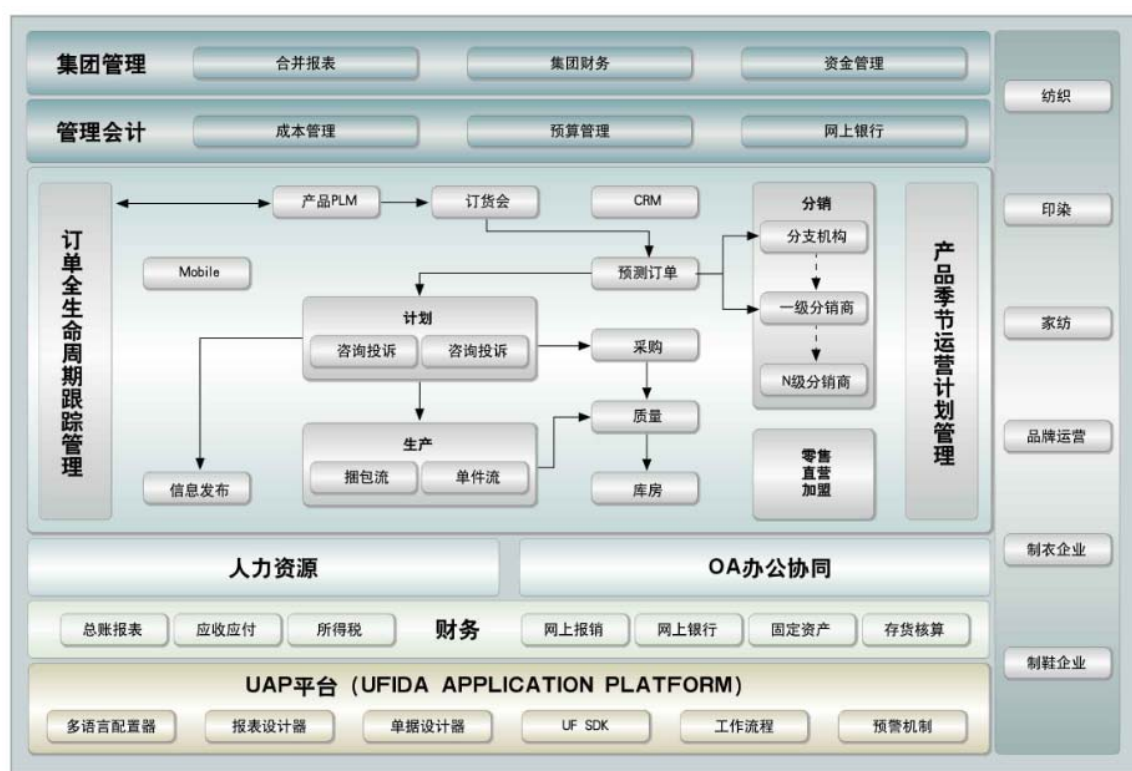 集团管理
合并报表
集团财务
资金管理
管理会计
成本管理
预算管理
网上银行
订单全生命周期跟踪管理
产品PLM
订货会
CRM
Mobile
预测订单
分销
分支机构
一级分销商
N级分销商
计划
咨询投诉
咨询投诉
采购
质量
生产
捆包流
单件流
信息发布
库房
零售
直营
加盟
产品季节运营计划管理
人力资源
OA办公协同
总账报表
应收应付
所得税
财务
网上报销
网上银行
固定资产
存货核算
UAP平台（UFIDA APPLICATION PLATFORM）
多语言配置器
报表设计器
单据设计器
UF SDK
工作流程
预警机制
纺织
印染
家纺
品牌运营
制衣企业
制鞋企业